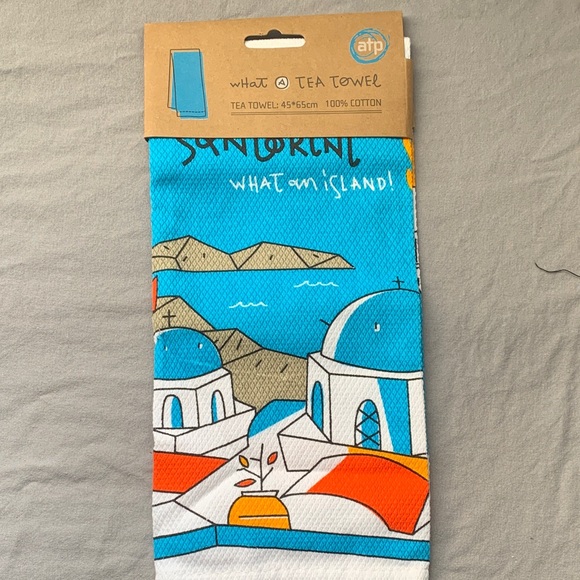 atp
what A TEA TOWEL
TEA TOWEL: 45*65cm 100% COTTON
SANTORINI
WHAT an iSLAND!